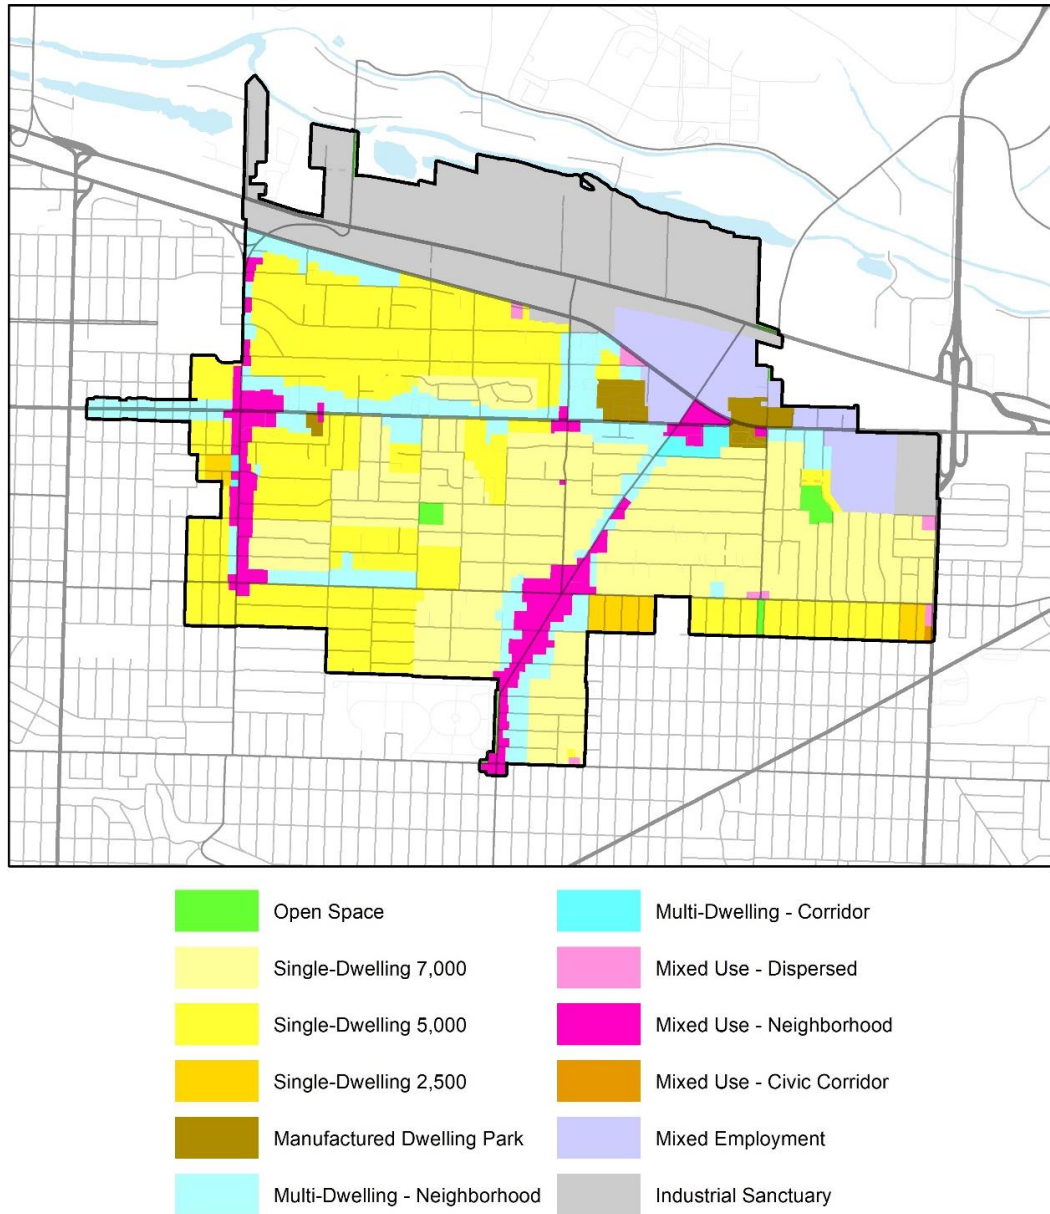 Open Space
Single-Dwelling 7,000
Single-Dwelling 5,000
Single-Dwelling 2,500
Manufactured Dwelling Park
Multi-Dwelling - Neighborhood
Multi-Dwelling - Corridor
Mixed Use - Dispersed
Mixed Use - Neighborhood
Mixed Use - Civic Corridor
Mixed Employment
Industrial Sanctuary